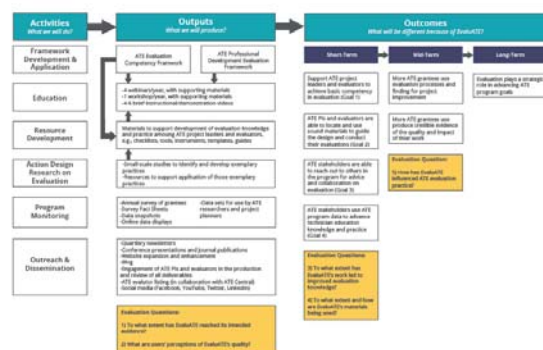 Activities
What we will do?
Outputs
What we will produce?
Outcomes
What will be different because of EvaluATE?
Framework
Development &
Application
ATE Evaluation
Competency Framework
ATE Professional
Development Evaluation
Framework
Short-Term
Mid-Term
Long-Term
Education
-4 webinars/year, with supporting materials
-1 workshop/year, with supporting materials
-4-6 brief instructional/demonstration videos
Resource
Development
Materials to support development of evaluation knowledge
and practice among ATE project leaders and evaluators,
e.g., checklists, tools, instruments, templates, guides
Action Design
Research on
Evaluation
-Small-scale studies to identify and develop exemplary
practices
-Resources to support application of those exemplary
practices
Program
Monitoring
-Annual survey of grantees
-Survey Fact Sheets
-Data snapshots
-Online data displays
-Data sets for use by ATE
researchers and project
planners
Outreach &
Dissemination
-Quarterly newsletters
-Conference presentations and journal publications
-Website expansion and enhancement
-Blog
-Engagement of ATE PIs and evaluators in the production
and review of all deliverables
-ATE evaluator listing (in collaboration with ATE Central)
-Social media (Facebook, YouTube, Twitter, LinkedIn)
Evaluation Questions:
1) To what extent has EvaluATE reached its intended
audience?
2) What are users' perceptions of EvaluATE's quality?
Support ATE project
leaders and evaluators
to achieve basic
competency in
evaluation (Goal 1)
ATE PIs and evaluators
are able to locate and
use sound materials to
guide the design and
conduct their
evaluations (Goal 2)
ATE stakeholders are able
to reach out to others in
the program for advice
and collaboration on
evaluation (Goal 3)
ATE stakeholders use ATE
program data to advance
technician education
knowledge and practice
(Goal 4)
Evaluation Questions:
3) To what extent has
EvaluATE's work led to
improved evaluation
knowledge?
4) To what extent and how
are EvaluATE's materials
being used?
More ATE grantees use
evaluation processes and
findings for project
improvement
More ATE grantees use
produce credible evidence
of the quality and impact of
their work
Evaluation Question:
5) How has EvaluATE
influenced ATE evaluation
practice?
Evaluation plays a strategic
role in advancing ATE
program goals